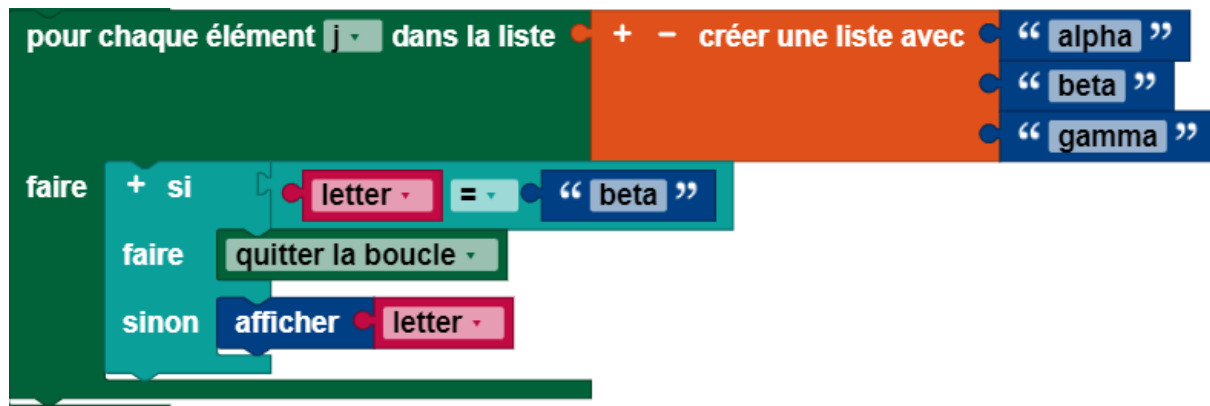 pour chaque élément j dans la liste + - créer une liste avec “ alpha ”
“ beta ”
“ gamma ”
faire + si letter = “ beta ”
faire quitter la boucle
sinon afficher letter